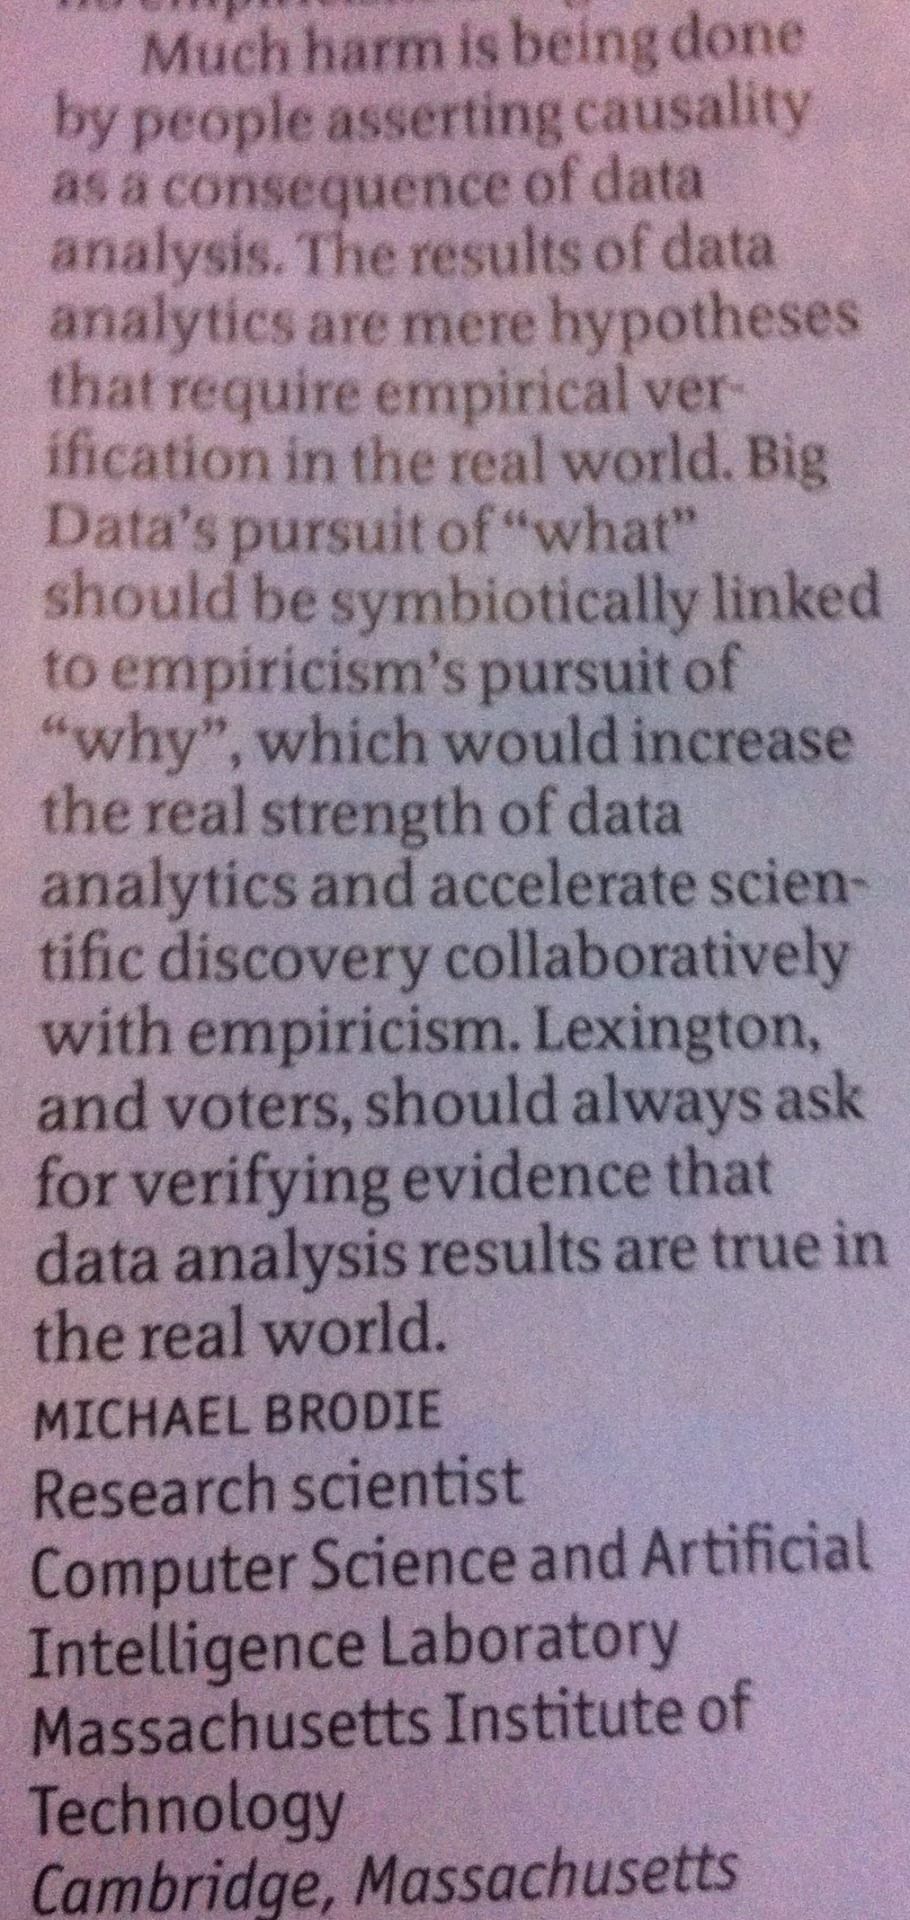 Much harm is being done
by people asserting causality
as a consequence of data
analysis. The results of data
analytics are mere hypotheses
that require empirical ver-
ification in the real world. Big
Data's pursuit of “what”
should be symbiotically linked
to empiricism's pursuit of
“why”, which would increase
the real strength of data
analytics and accelerate scien-
tific discovery collaboratively
with empiricism. Lexington,
and voters, should always ask
for verifying evidence that
data analysis results are true in
the real world.
MICHAEL BRODIE
Research scientist
Computer Science and Artificial
Intelligence Laboratory
Massachusetts Institute of
Technology
Cambridge, Massachusetts